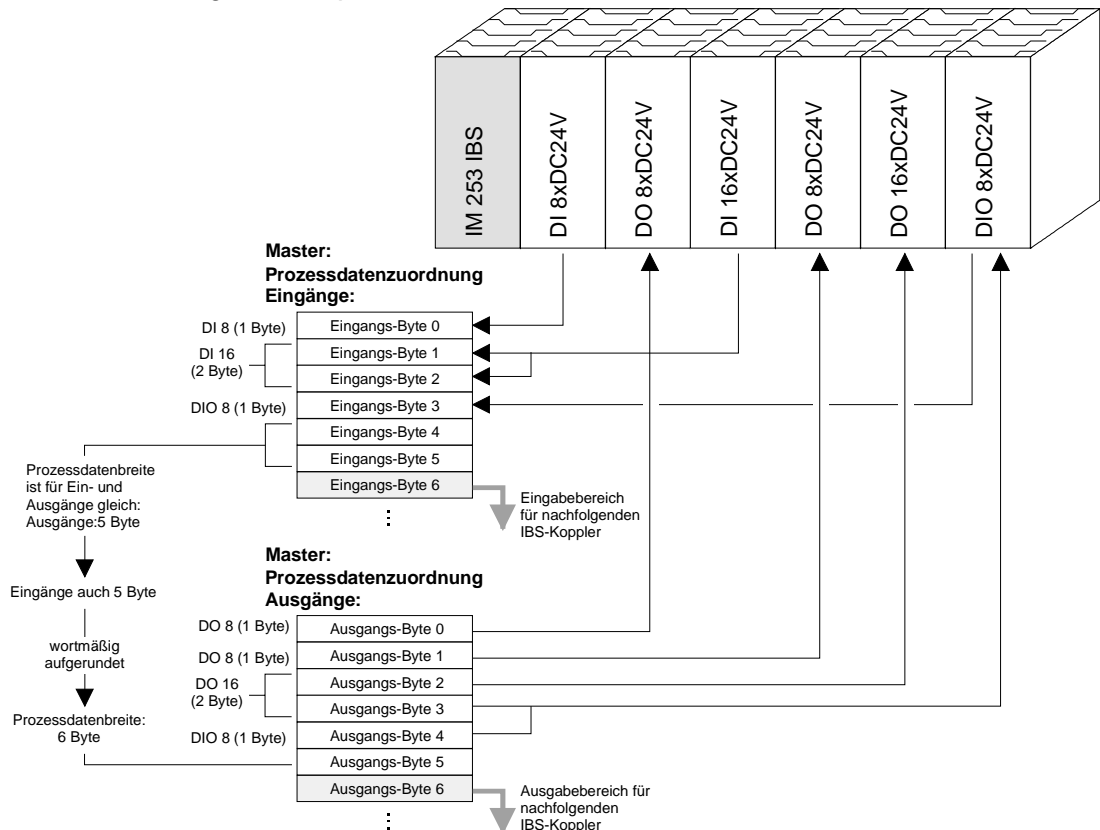 IM 253 IBS
DI 8xDC24V
DO 8xDC24V
DI 16xDC24V
DO 8xDC24V
DO 16xDC24V
DIO 8xDC24V
Master:
Prozessdatenzuordnung
Eingänge:
DI 8 (1 Byte)
Eingangs-Byte 0
DI 16
(2 Byte)
Eingangs-Byte 1
Eingangs-Byte 2
DIO 8 (1 Byte)
Eingangs-Byte 3
Eingangs-Byte 4
Eingangs-Byte 5
Eingangs-Byte 6
Prozessdatenbreite
ist für Ein- und
Ausgänge gleich:
Ausgänge:5 Byte
Eingabebereich
für nachfolgenden
IBS-Koppler
Eingänge auch 5 Byte
wortmäßig
aufgerundet
Prozessdatenbreite:
6 Byte
Master:
Prozessdatenzuordnung
Ausgänge:
DO 8 (1 Byte)
Ausgangs-Byte 0
DO 8 (1 Byte)
Ausgangs-Byte 1
DO 16
(2 Byte)
Ausgangs-Byte 2
Ausgangs-Byte 3
DIO 8 (1 Byte)
Ausgangs-Byte 4
Ausgangs-Byte 5
Ausgangs-Byte 6
Ausgabebereich für
nachfolgenden
IBS-Koppler